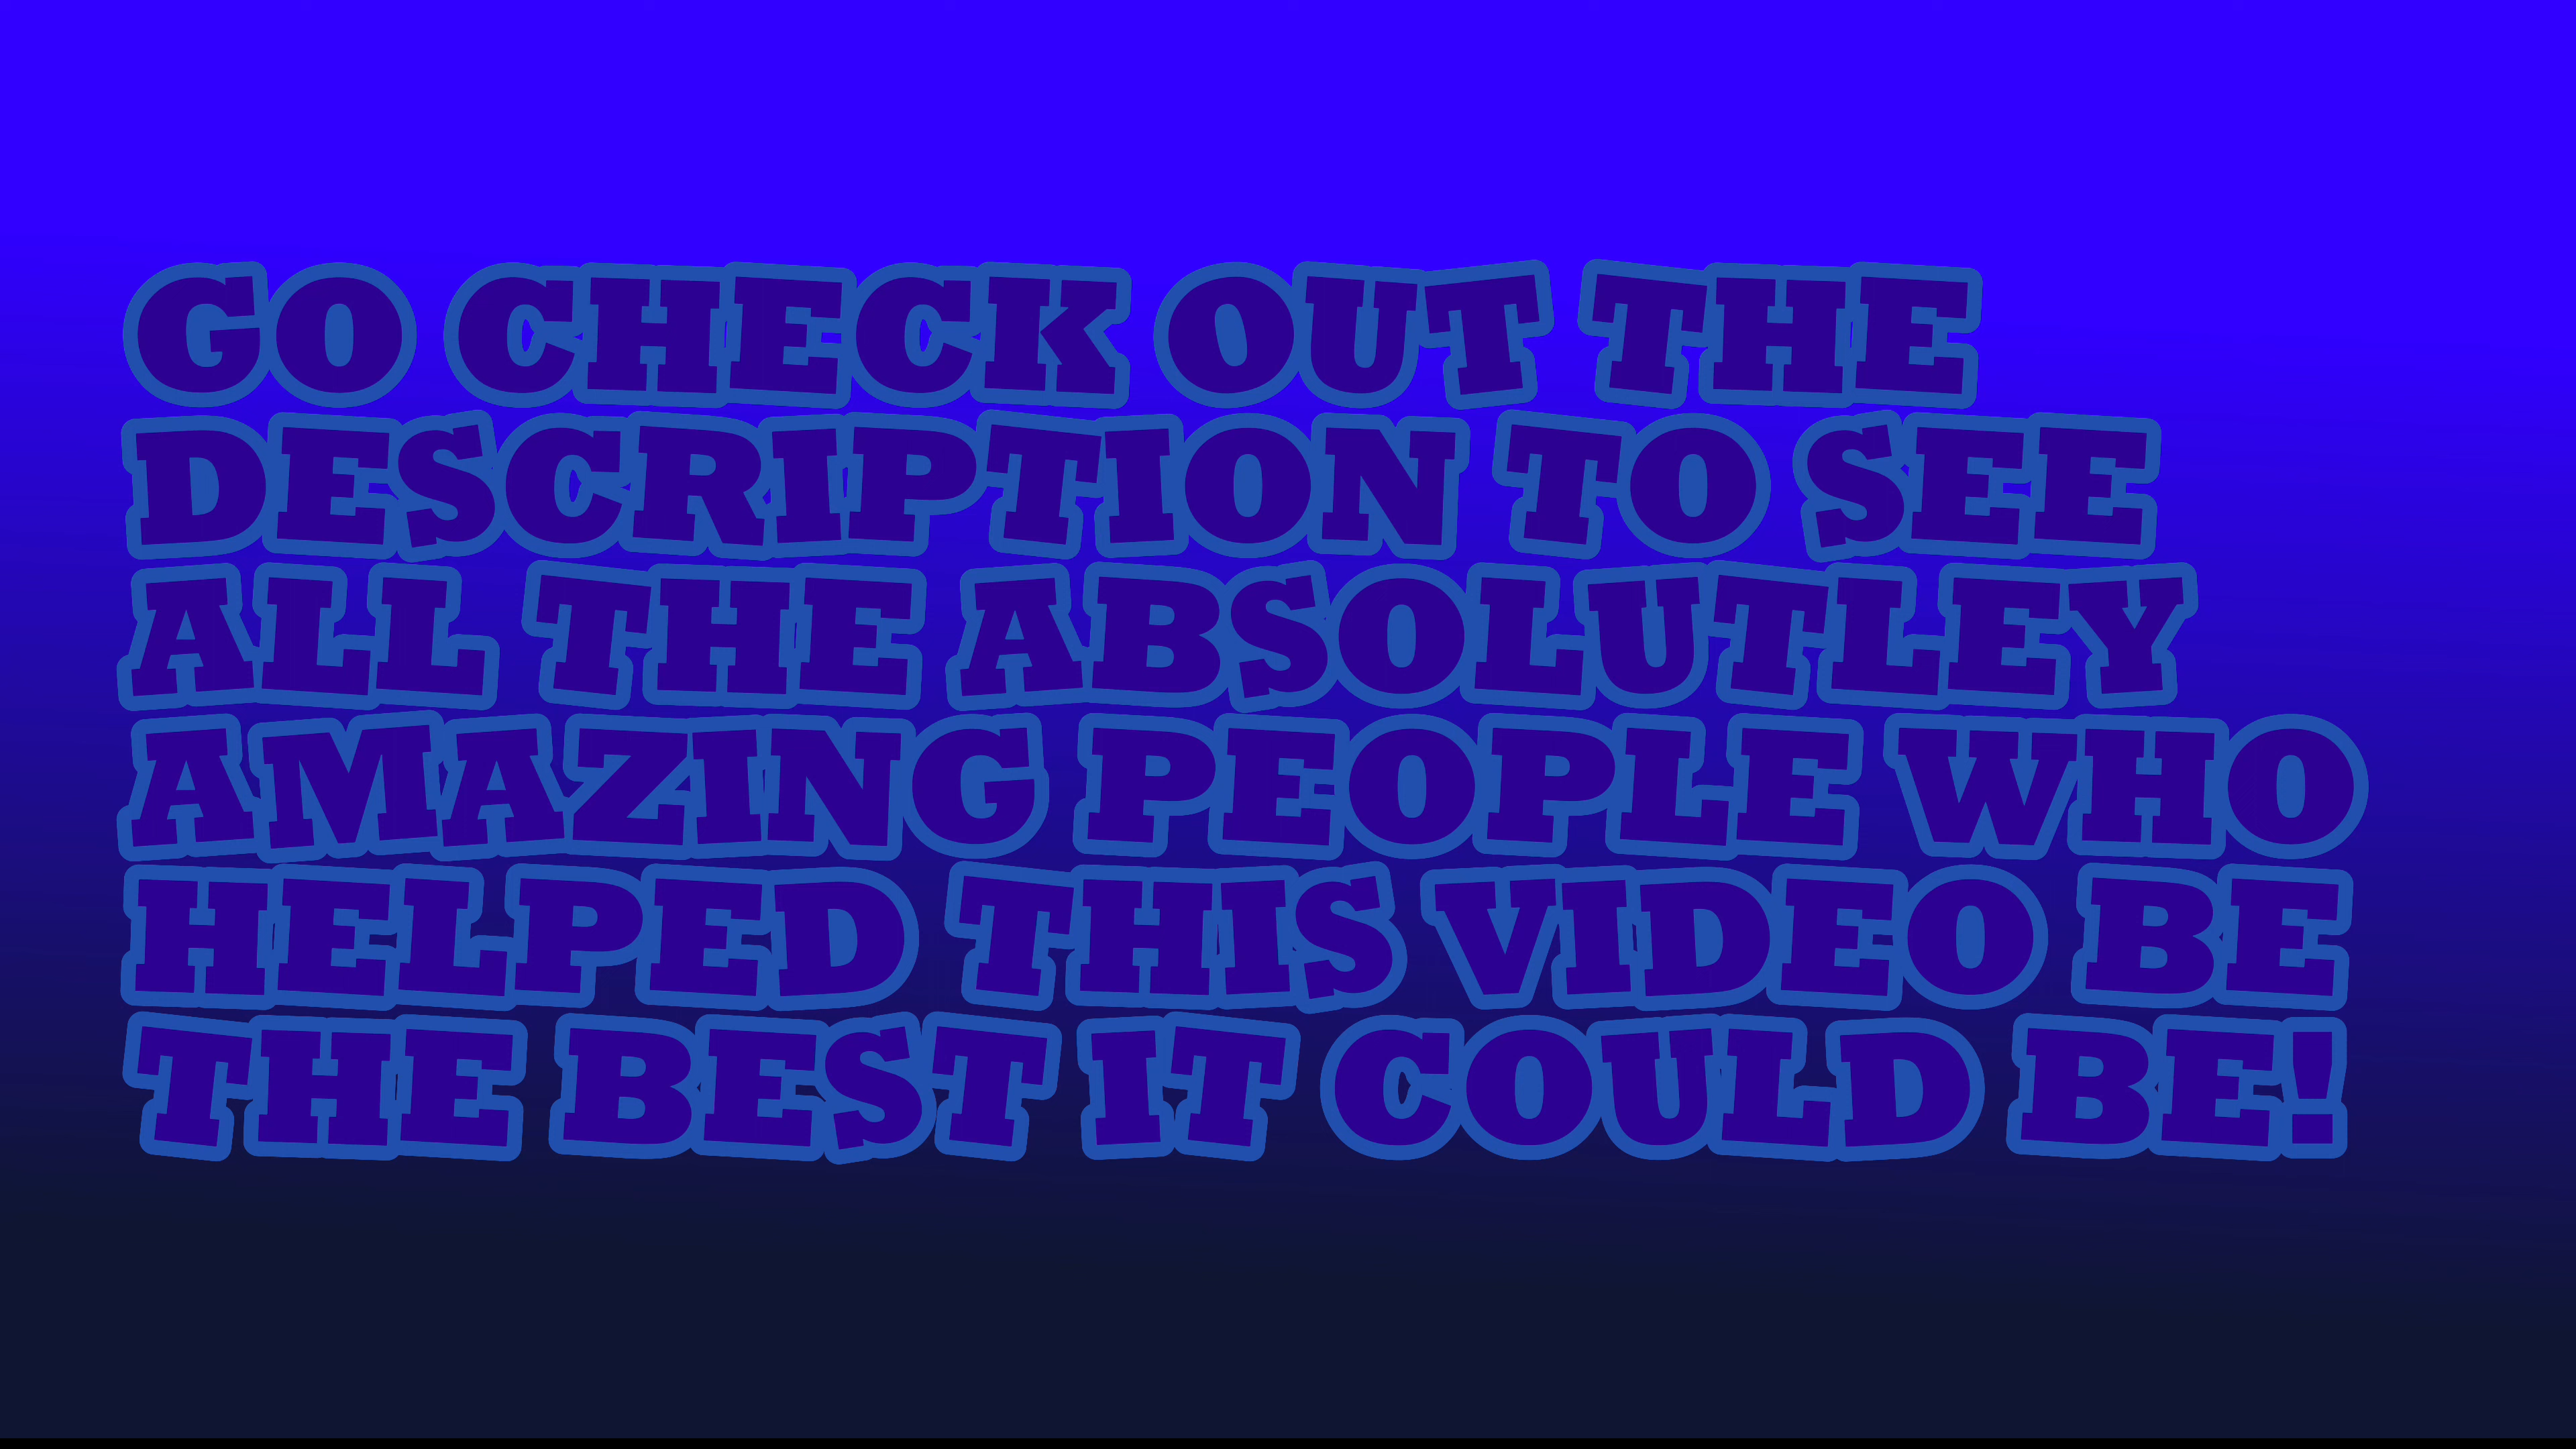 GO CHECK OUT THE
DESCRIPTION TO SEE
ALL THE ABSOLUTLEY
AMAZING PEOPLE WHO
HELPED THIS VIDEO BE
THE BEST IT COULD BE!